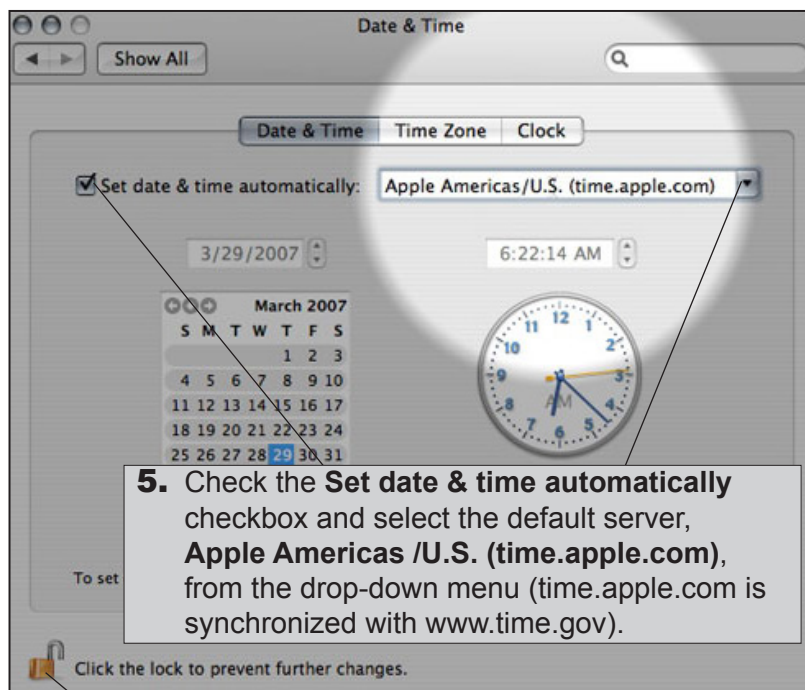 Date & Time
Show All
Date & Time Time Zone Clock
Set date & time automatically: Apple Americas/U.S. (time.apple.com)
3/29/2007 6:22:14 AM
March 2007
S M T W T F S
1 2 3
4 5 6 7 8 9 10
11 12 13 14 15 16 17
18 19 20 21 22 23 24
25 26 27 28 29 30 31
12
1
2
3
4
5
6
7
8
9
10
11
AM
5. Check the Set date & time automatically
checkbox and select the default server,
Apple Americas /U.S. (time.apple.com),
from the drop-down menu (time.apple.com is
synchronized with www.time.gov).
To set
Click the lock to prevent further changes.